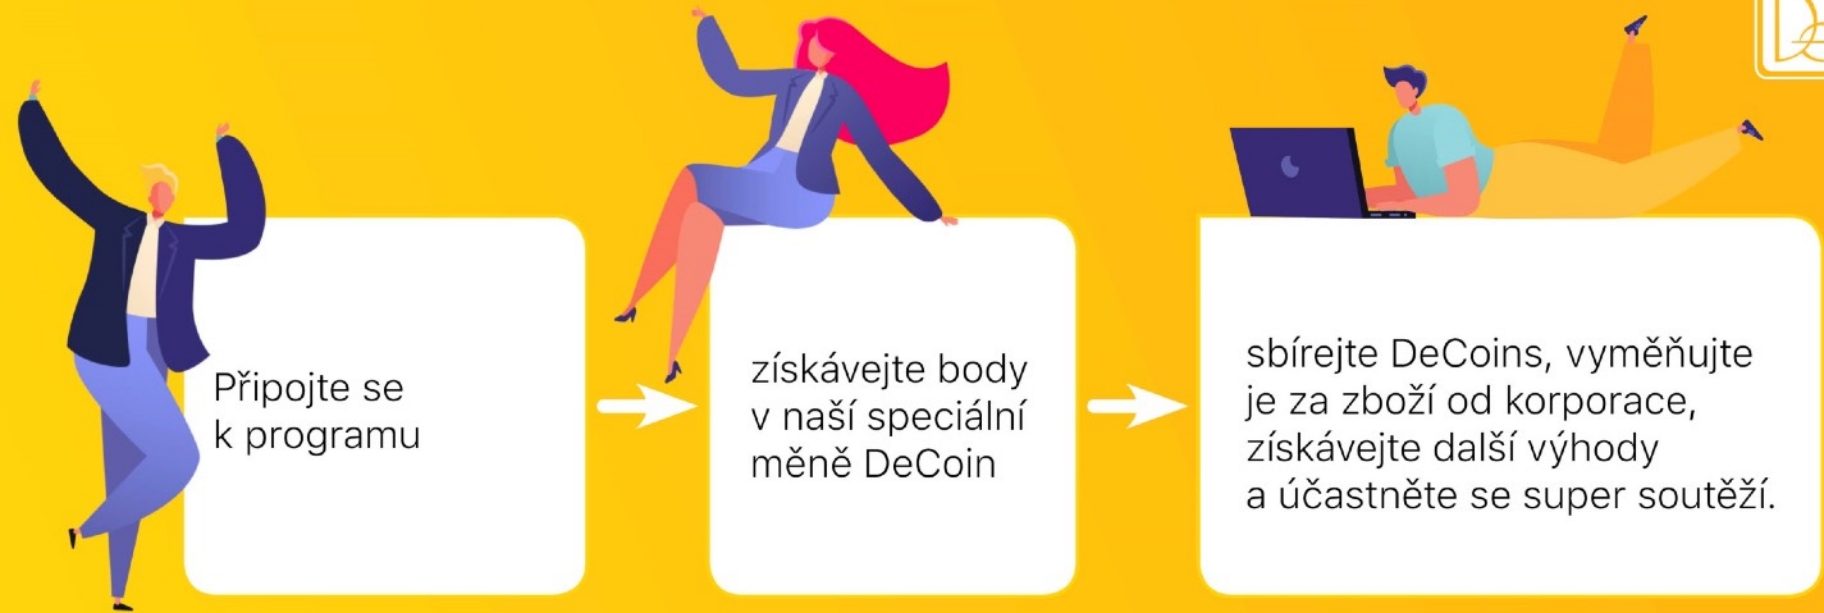 Připojte se
k programu
získávejte body
v naší speciální
měně DeCoin
sbírejte DeCoins, vyměňujte
je za zboží od korporace,
získávejte další výhody
a účastněte se super soutěží.